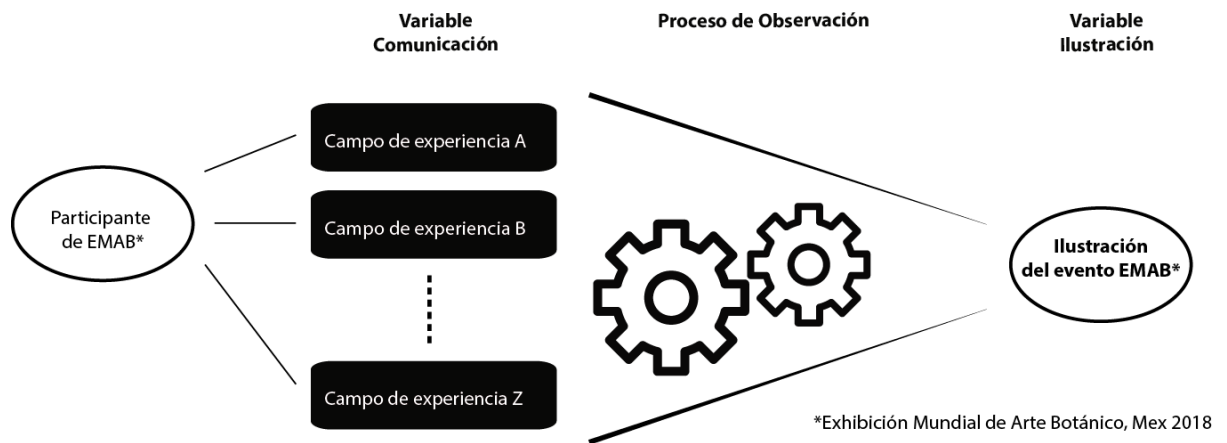 Variable
Comunicación
Proceso de Observación
Variable
Ilustración
Participante
de EMAB*
Campo de experiencia A
Campo de experiencia B
Campo de experiencia Z
Ilustración
del evento EMAB*
*Exhibición Mundial de Arte Botánico, Mex 2018